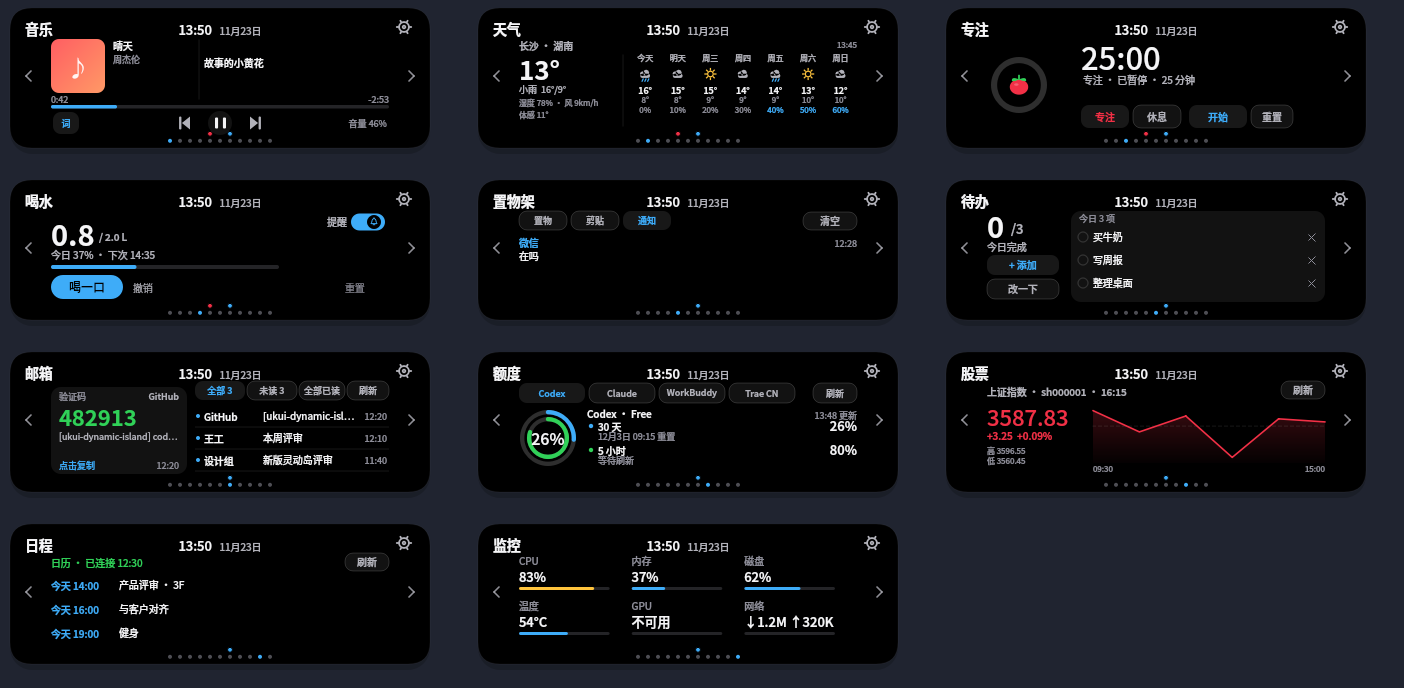 音乐
13:50 11月23日
晴天
周杰伦
故事的小黄花
0:42 -2:53
词
音量 46%
天气
13:50 11月23日
长沙 · 湖南
13:45
13°
小雨 16°/9°
湿度 78% · 风 9km/h
体感 11°
今天 明天 周三 周四 周五 周六 周日
16° 15° 15° 14° 14° 13° 12°
8° 8° 9° 9° 9° 10° 10°
0% 10% 20% 30% 40% 50% 60%
专注
13:50 11月23日
25:00
专注 · 已暂停 · 25 分钟
专注 休息 开始 重置
喝水
13:50 11月23日
提醒
0.8 / 2.0 L
今日 37% · 下次 14:35
喝一口 撤销 重置
置物架
13:50 11月23日
置物 剪贴 通知 清空
微信 12:28
在吗
待办
13:50 11月23日
0 /3
今日完成
+ 添加
改一下
今日 3 项
买牛奶
写周报
整理桌面
邮箱
13:50 11月23日
验证码 GitHub
482913
[ukui-dynamic-island] cod…
点击复制 12:20
全部 3 未读 3 全部已读 刷新
GitHub [ukui-dynamic-isl… 12:20
王工 本周评审 12:10
设计组 新版灵动岛评审 11:40
额度
13:50 11月23日
Codex Claude WorkBuddy Trae CN 刷新
26%
Codex · Free 13:48 更新
30 天 26%
12月3日 09:15 重置
5 小时 80%
等待刷新
股票
13:50 11月23日
上证指数 · sh000001 · 16:15
刷新
3587.83
+3.25 +0.09%
高 3596.55
低 3560.45
09:30 15:00
日程
13:50 11月23日
日历 · 已连接 12:30
刷新
今天 14:00 产品评审 · 3F
今天 16:00 与客户对齐
今天 19:00 健身
监控
13:50 11月23日
CPU 内存 磁盘
83% 37% 62%
温度 GPU 网络
54°C 不可用 ↓1.2M ↑320K